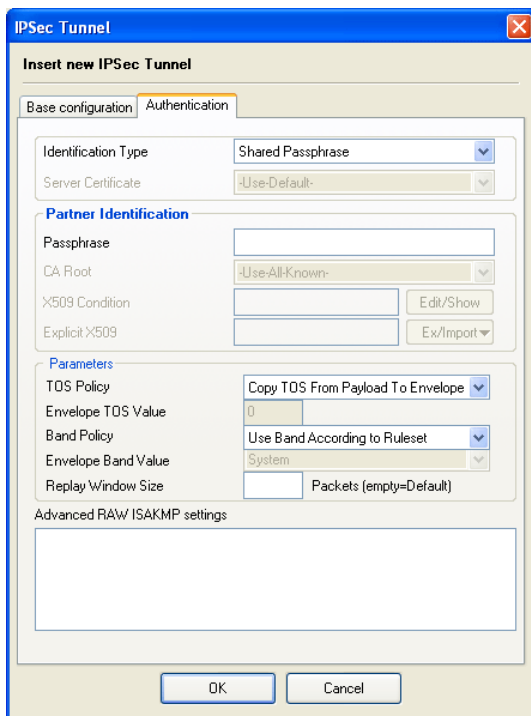 IPSec Tunnel
Insert new IPSec Tunnel
Base configuration Authentication
Identification Type Shared Passphrase
Server Certificate -Use-Default-
Partner Identification
Passphrase
CA Root -Use-All-Known-
X509 Condition Edit/Show
Explicit X509 Ex/Import
Parameters
TOS Policy Copy TOS From Payload To Envelope
Envelope TOS Value 0
Band Policy Use Band According to Ruleset
Envelope Band Value System
Replay Window Size Packets (empty=Default)
Advanced RAW ISAKMP settings
OK Cancel